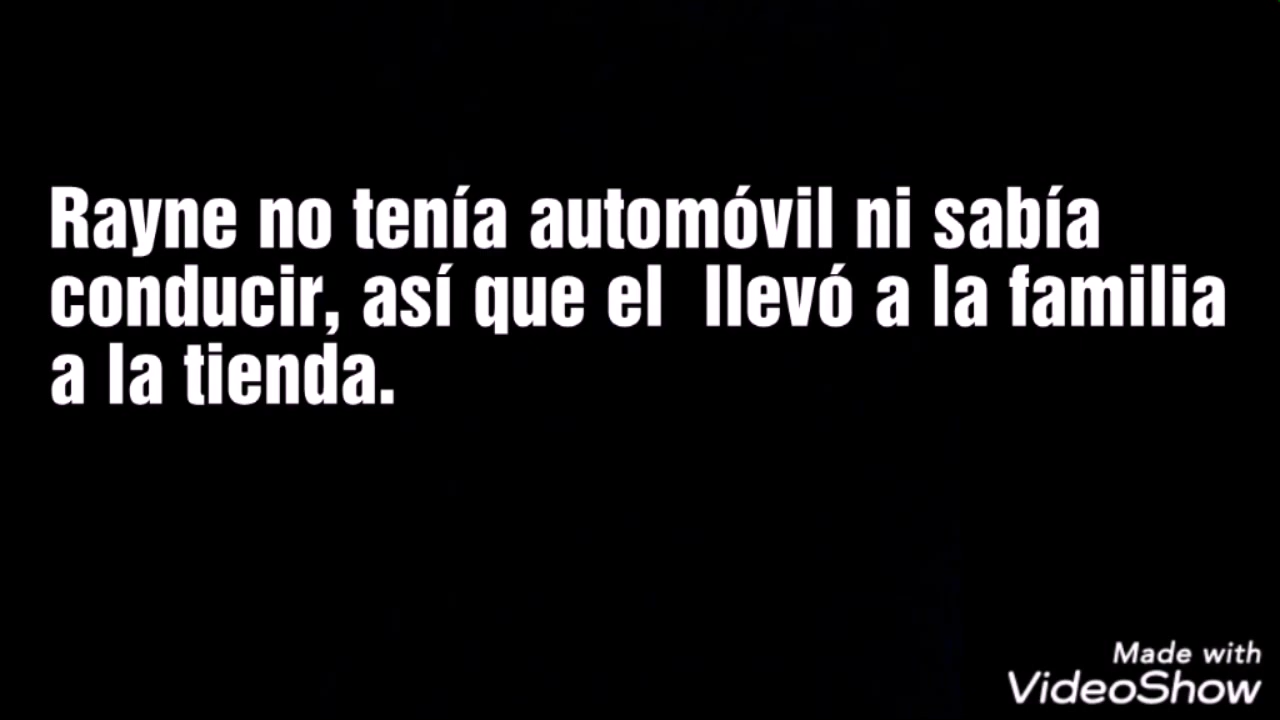 Rayne no tenía automóvil ni sabía
conducir, así que el  llevó a la familia
a la tienda.
Made with
VideoShow